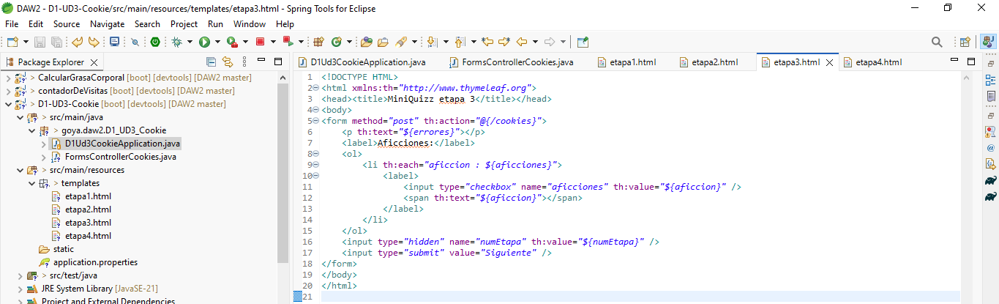 DAW2 - D1-UD3-Cookie/src/main/resources/templates/etapa3.html - Spring Tools for Eclipse
File Edit Source Navigate Search Project Run Window Help
Package Explorer
> CalcularGrasaCorporal [boot] [devtools] [DAW2 master]
> contadorDeVisitas [boot] [devtools] [DAW2 master]
> D1-UD3-Cookie [boot] [devtools] [DAW2 master]
> src/main/java
> goya.daw2.D1_UD3_Cookie
D1Ud3CookieApplication.java
FormsControllerCookies.java
> src/main/resources
> templates
etapa1.html
etapa2.html
etapa3.html
etapa4.html
static
application.properties
> src/test/java
JRE System Library [JavaSE-21]
Project and External Dependencies
D1Ud3CookieApplication.java FormsControllerCookies.java etapa1.html etapa2.html etapa3.html etapa4.html
1 <!DOCTYPE HTML>
2 <html xmlns:th="http://www.thymeleaf.org">
3 <head><title>MiniQuizz etapa 3</title></head>
4 <body>
5 <form method="post" th:action="@{/cookies}">
6 <p th:text="${errores}"></p>
7 <label>Aficciones:</label>
8 <ol>
9 <li th:each="aficcion : ${aficciones}">
10 <label>
11 <input type="checkbox" name="aficciones" th:value="${aficcion}" />
12 <span th:text="${aficcion}"></span>
13 </label>
14 </li>
15 </ol>
16 <input type="hidden" name="numEtapa" th:value="${numEtapa}" />
17 <input type="submit" value="Siguiente" />
18 </form>
19 </body>
20 </html>
21